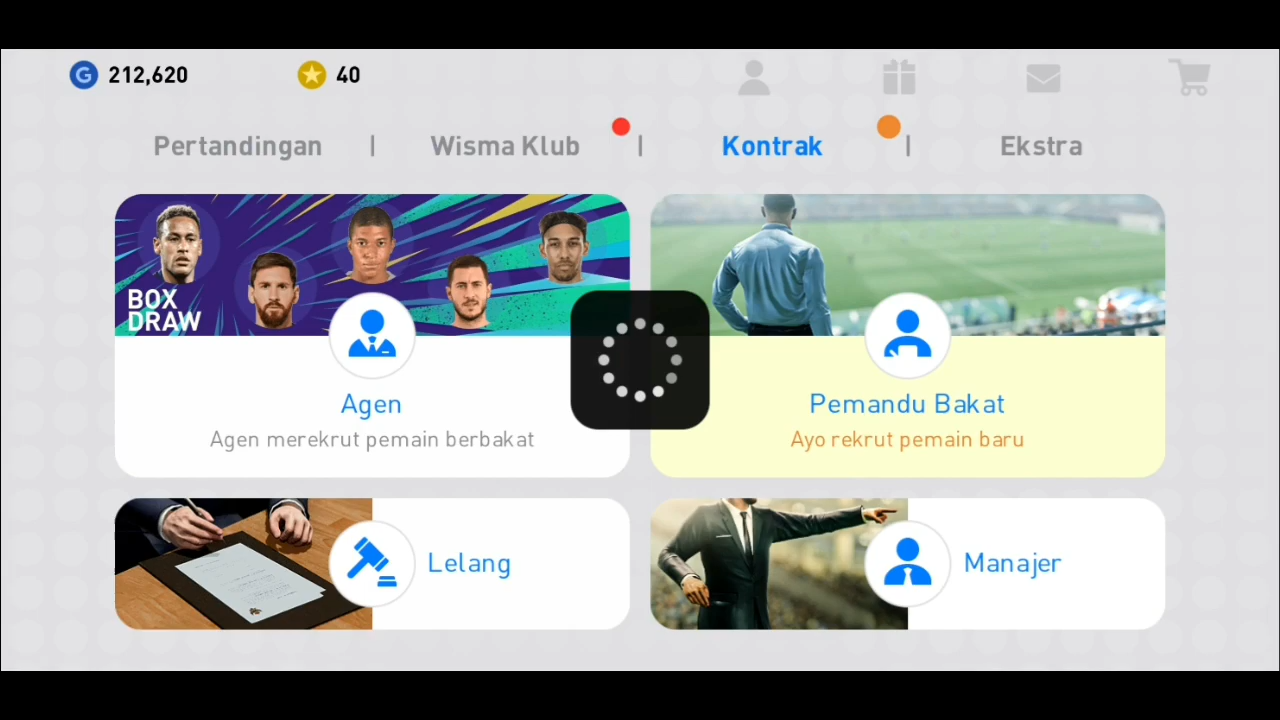 G 212,620
40
Pertandingan | Wisma Klub | Kontrak | Ekstra
BOX
DRAW
Agen
Agen merekrut pemain berbakat
Pemandu Bakat
Ayo rekrut pemain baru
Lelang
Manajer